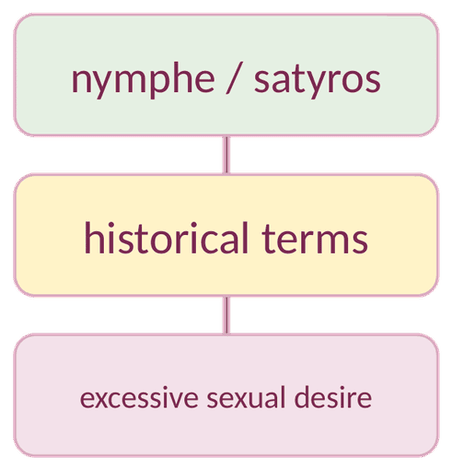 nymphe / satyros
historical terms
excessive sexual desire